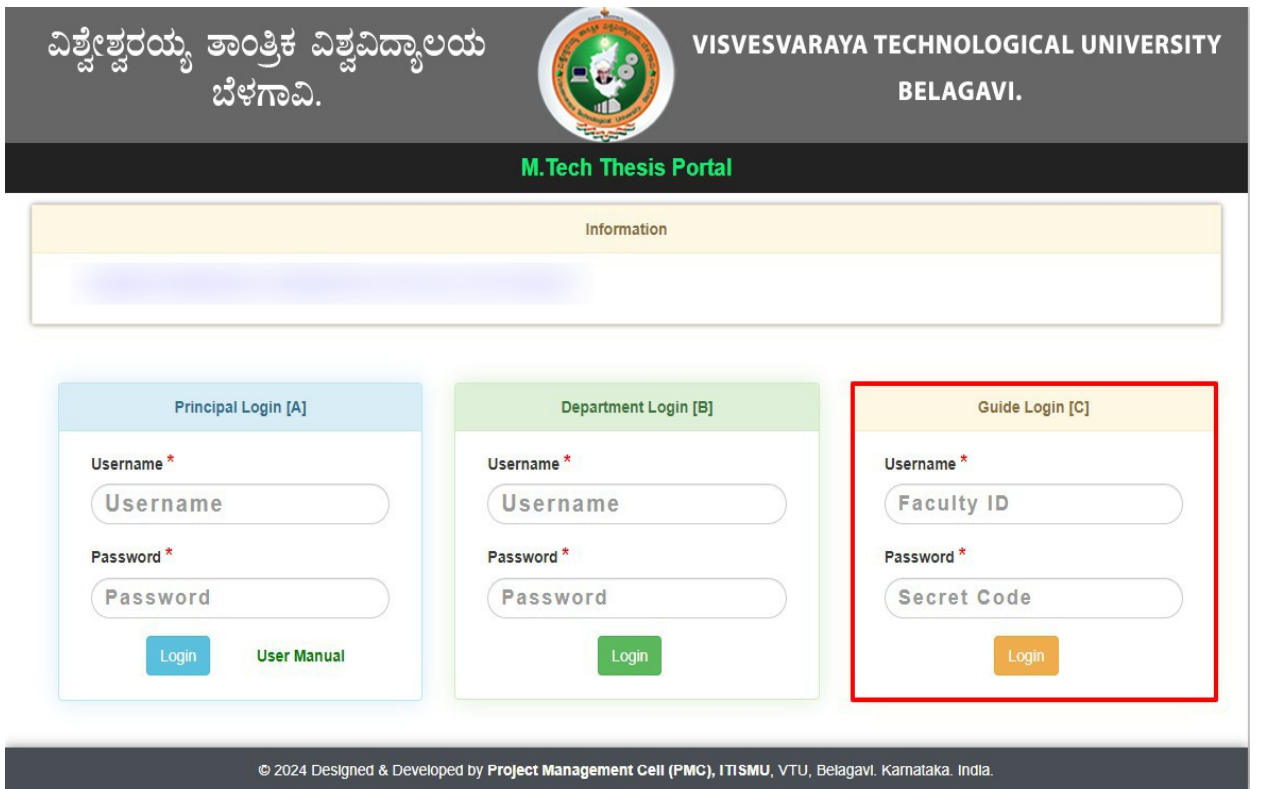 ವಿಶ್ವೇಶ್ವರಯ್ಯ ತಾಂತ್ರಿಕ ವಿಶ್ವವಿದ್ಯಾಲಯ
ಬೆಳಗಾವಿ.
VISVESVARAYA TECHNOLOGICAL UNIVERSITY
BELAGAVI.
M.Tech Thesis Portal
Information
Principal Login [A]
Username *
Username
Password *
Password
Login User Manual
Department Login [B]
Username *
Username
Password *
Password
Login
Guide Login [C]
Username *
Faculty ID
Password *
Secret Code
Login
© 2024 Designed & Developed by Project Management Cell (PMC), ITISMU, VTU, Belagavi. Karnataka. India.